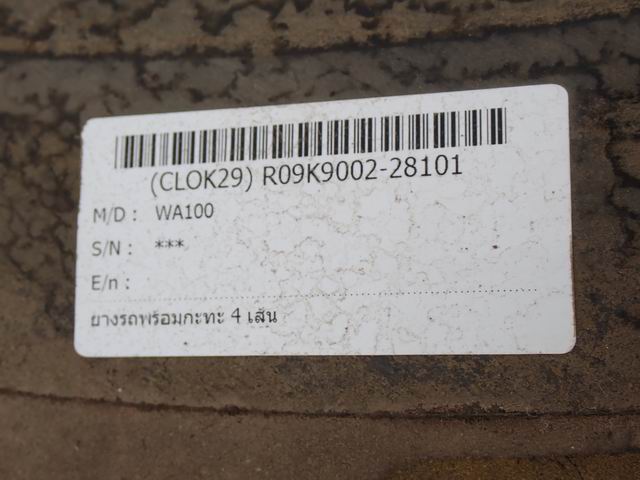 (CLOK29) R09K9002-28101
M/D : WA100
S/N : ***
E/n :
ยางรถพร้อมกะทะ 4 เส้น